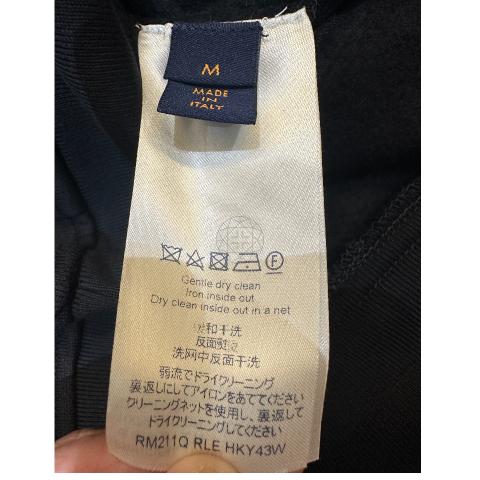 M
MADE
IN
ITALY
Gentle dry clean
Iron inside out
Dry clean inside out in a net
和干洗
反面熨
洗网中反面干洗
弱流でドライクリーニング
裏返しにしてアイロンをあててください
クリーニングネットを使用し、裏返して
ドライクリーニングしてください
RM211Q RLE HKY43W